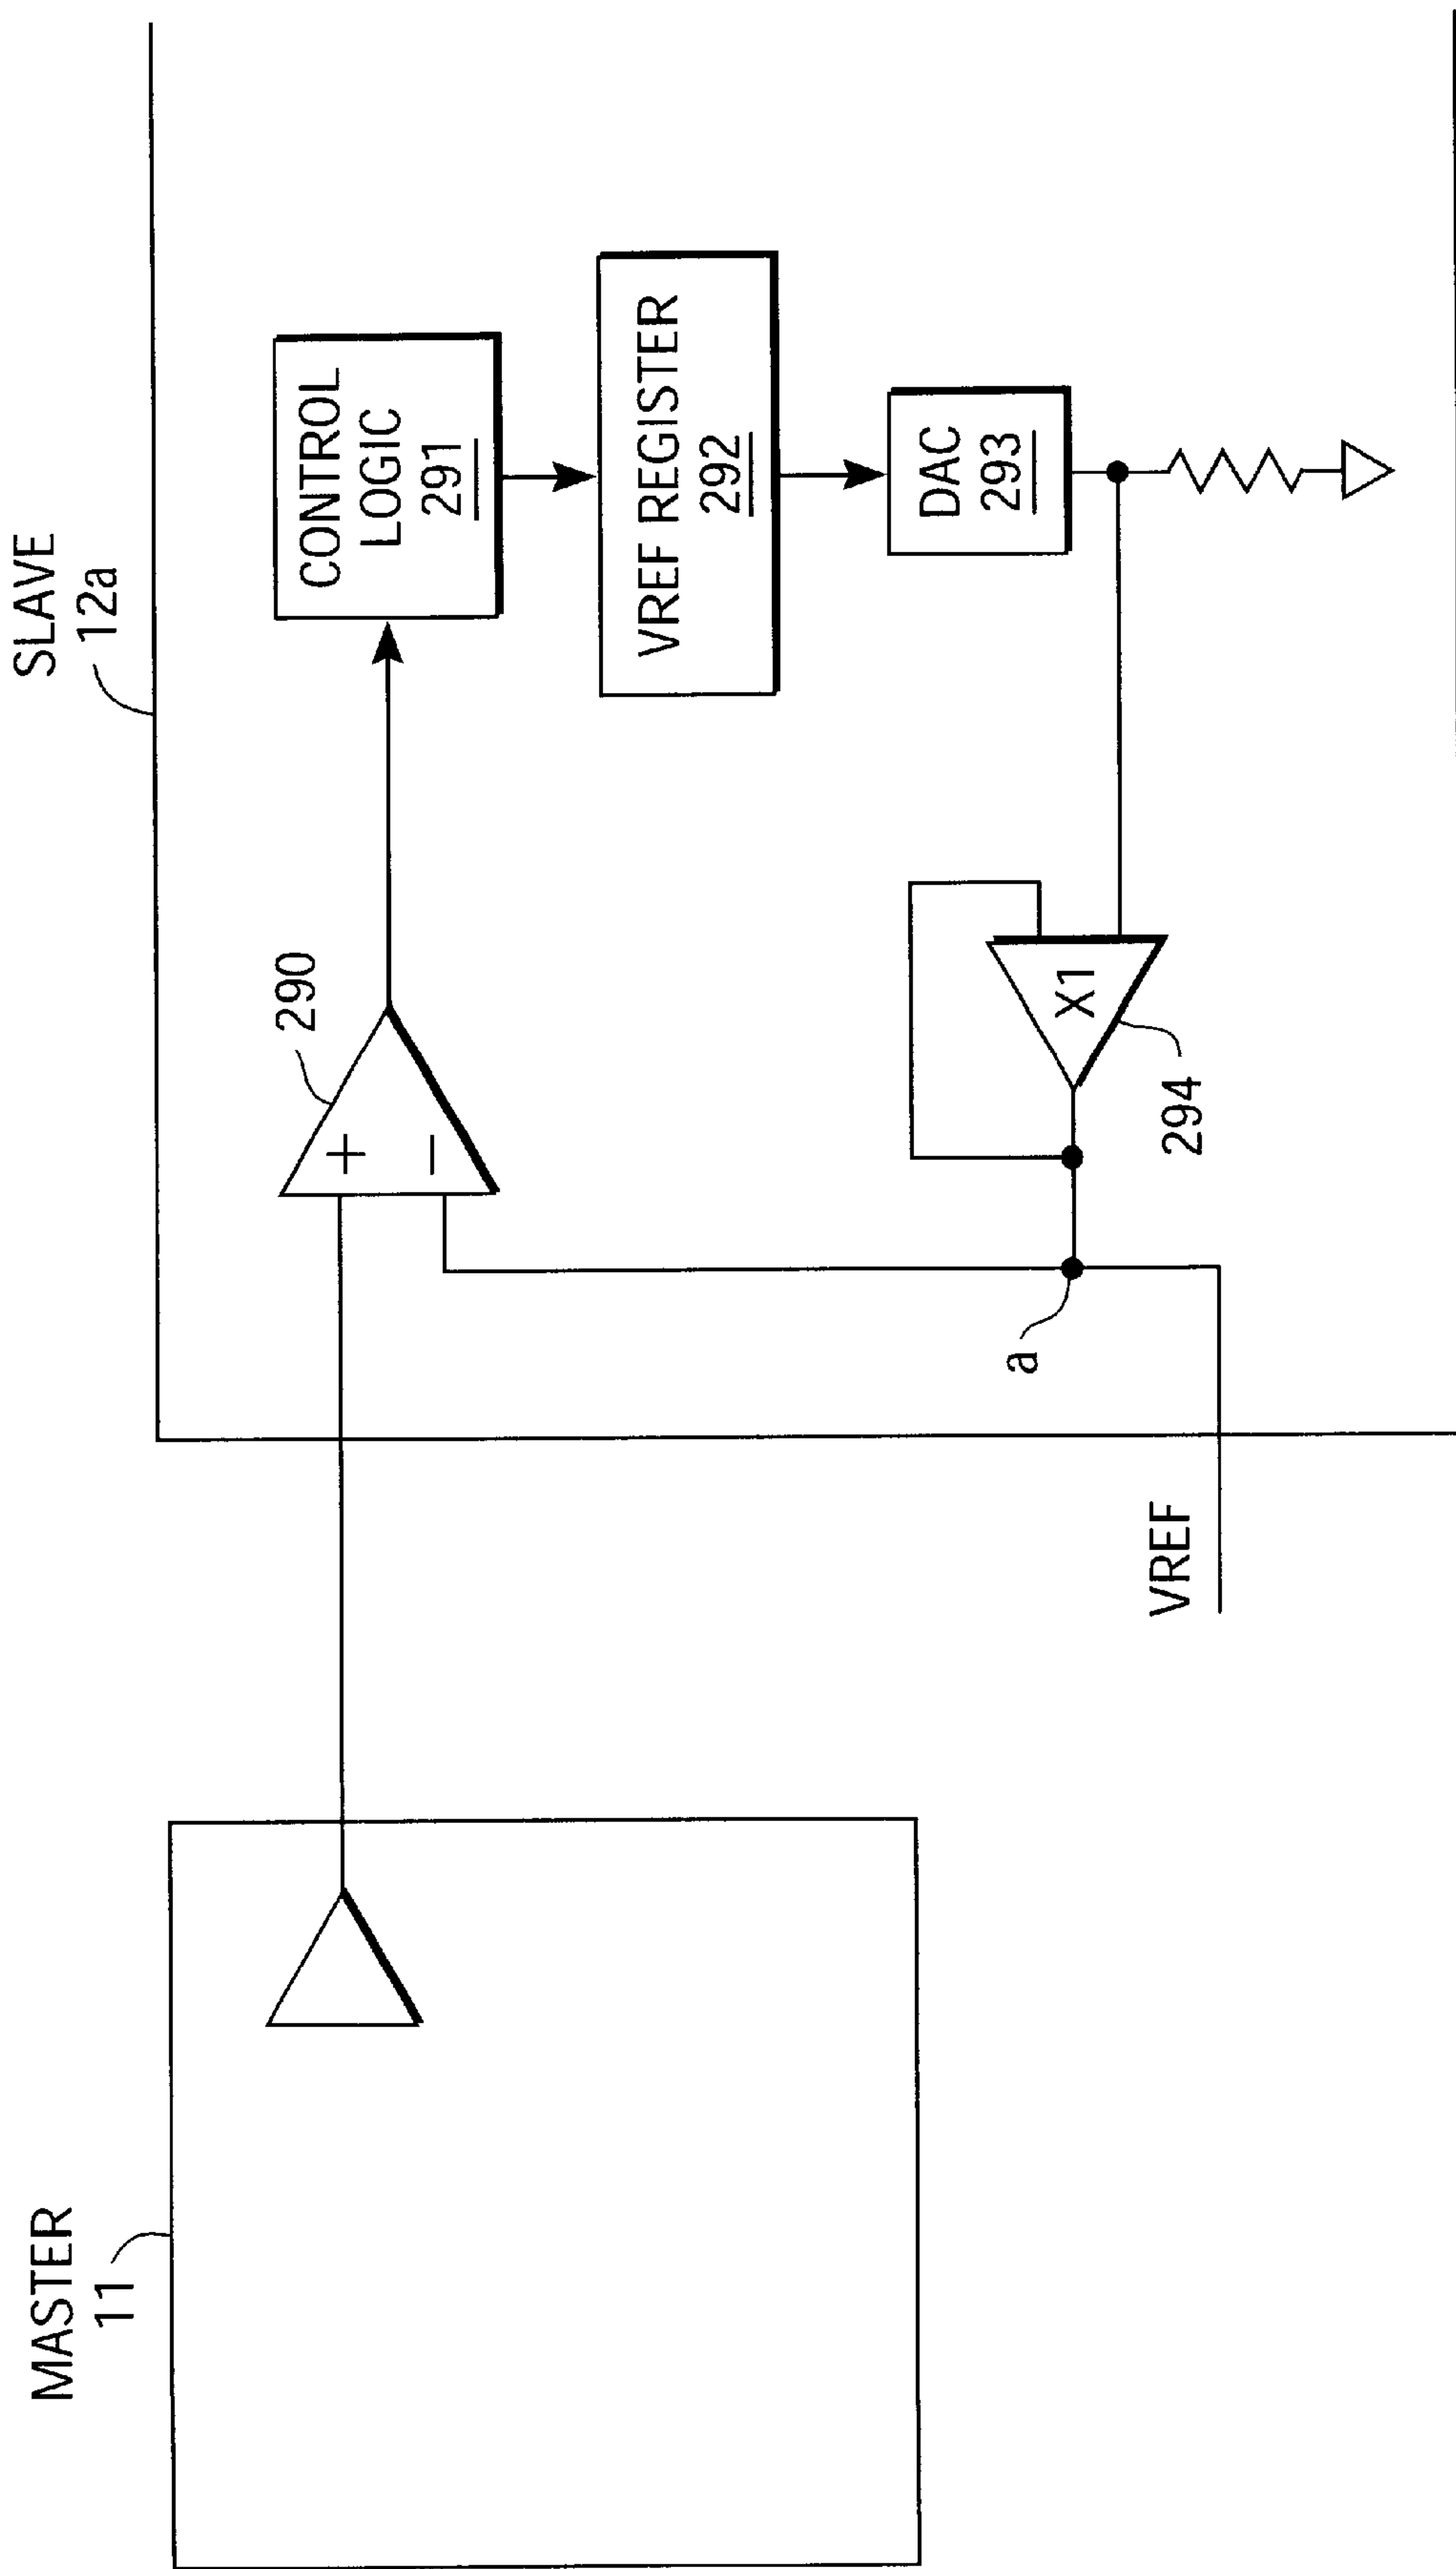 MASTER
11
SLAVE
12a
290
+
−
CONTROL
LOGIC
291
VREF REGISTER
292
DAC
293
X1
294
a
VREF